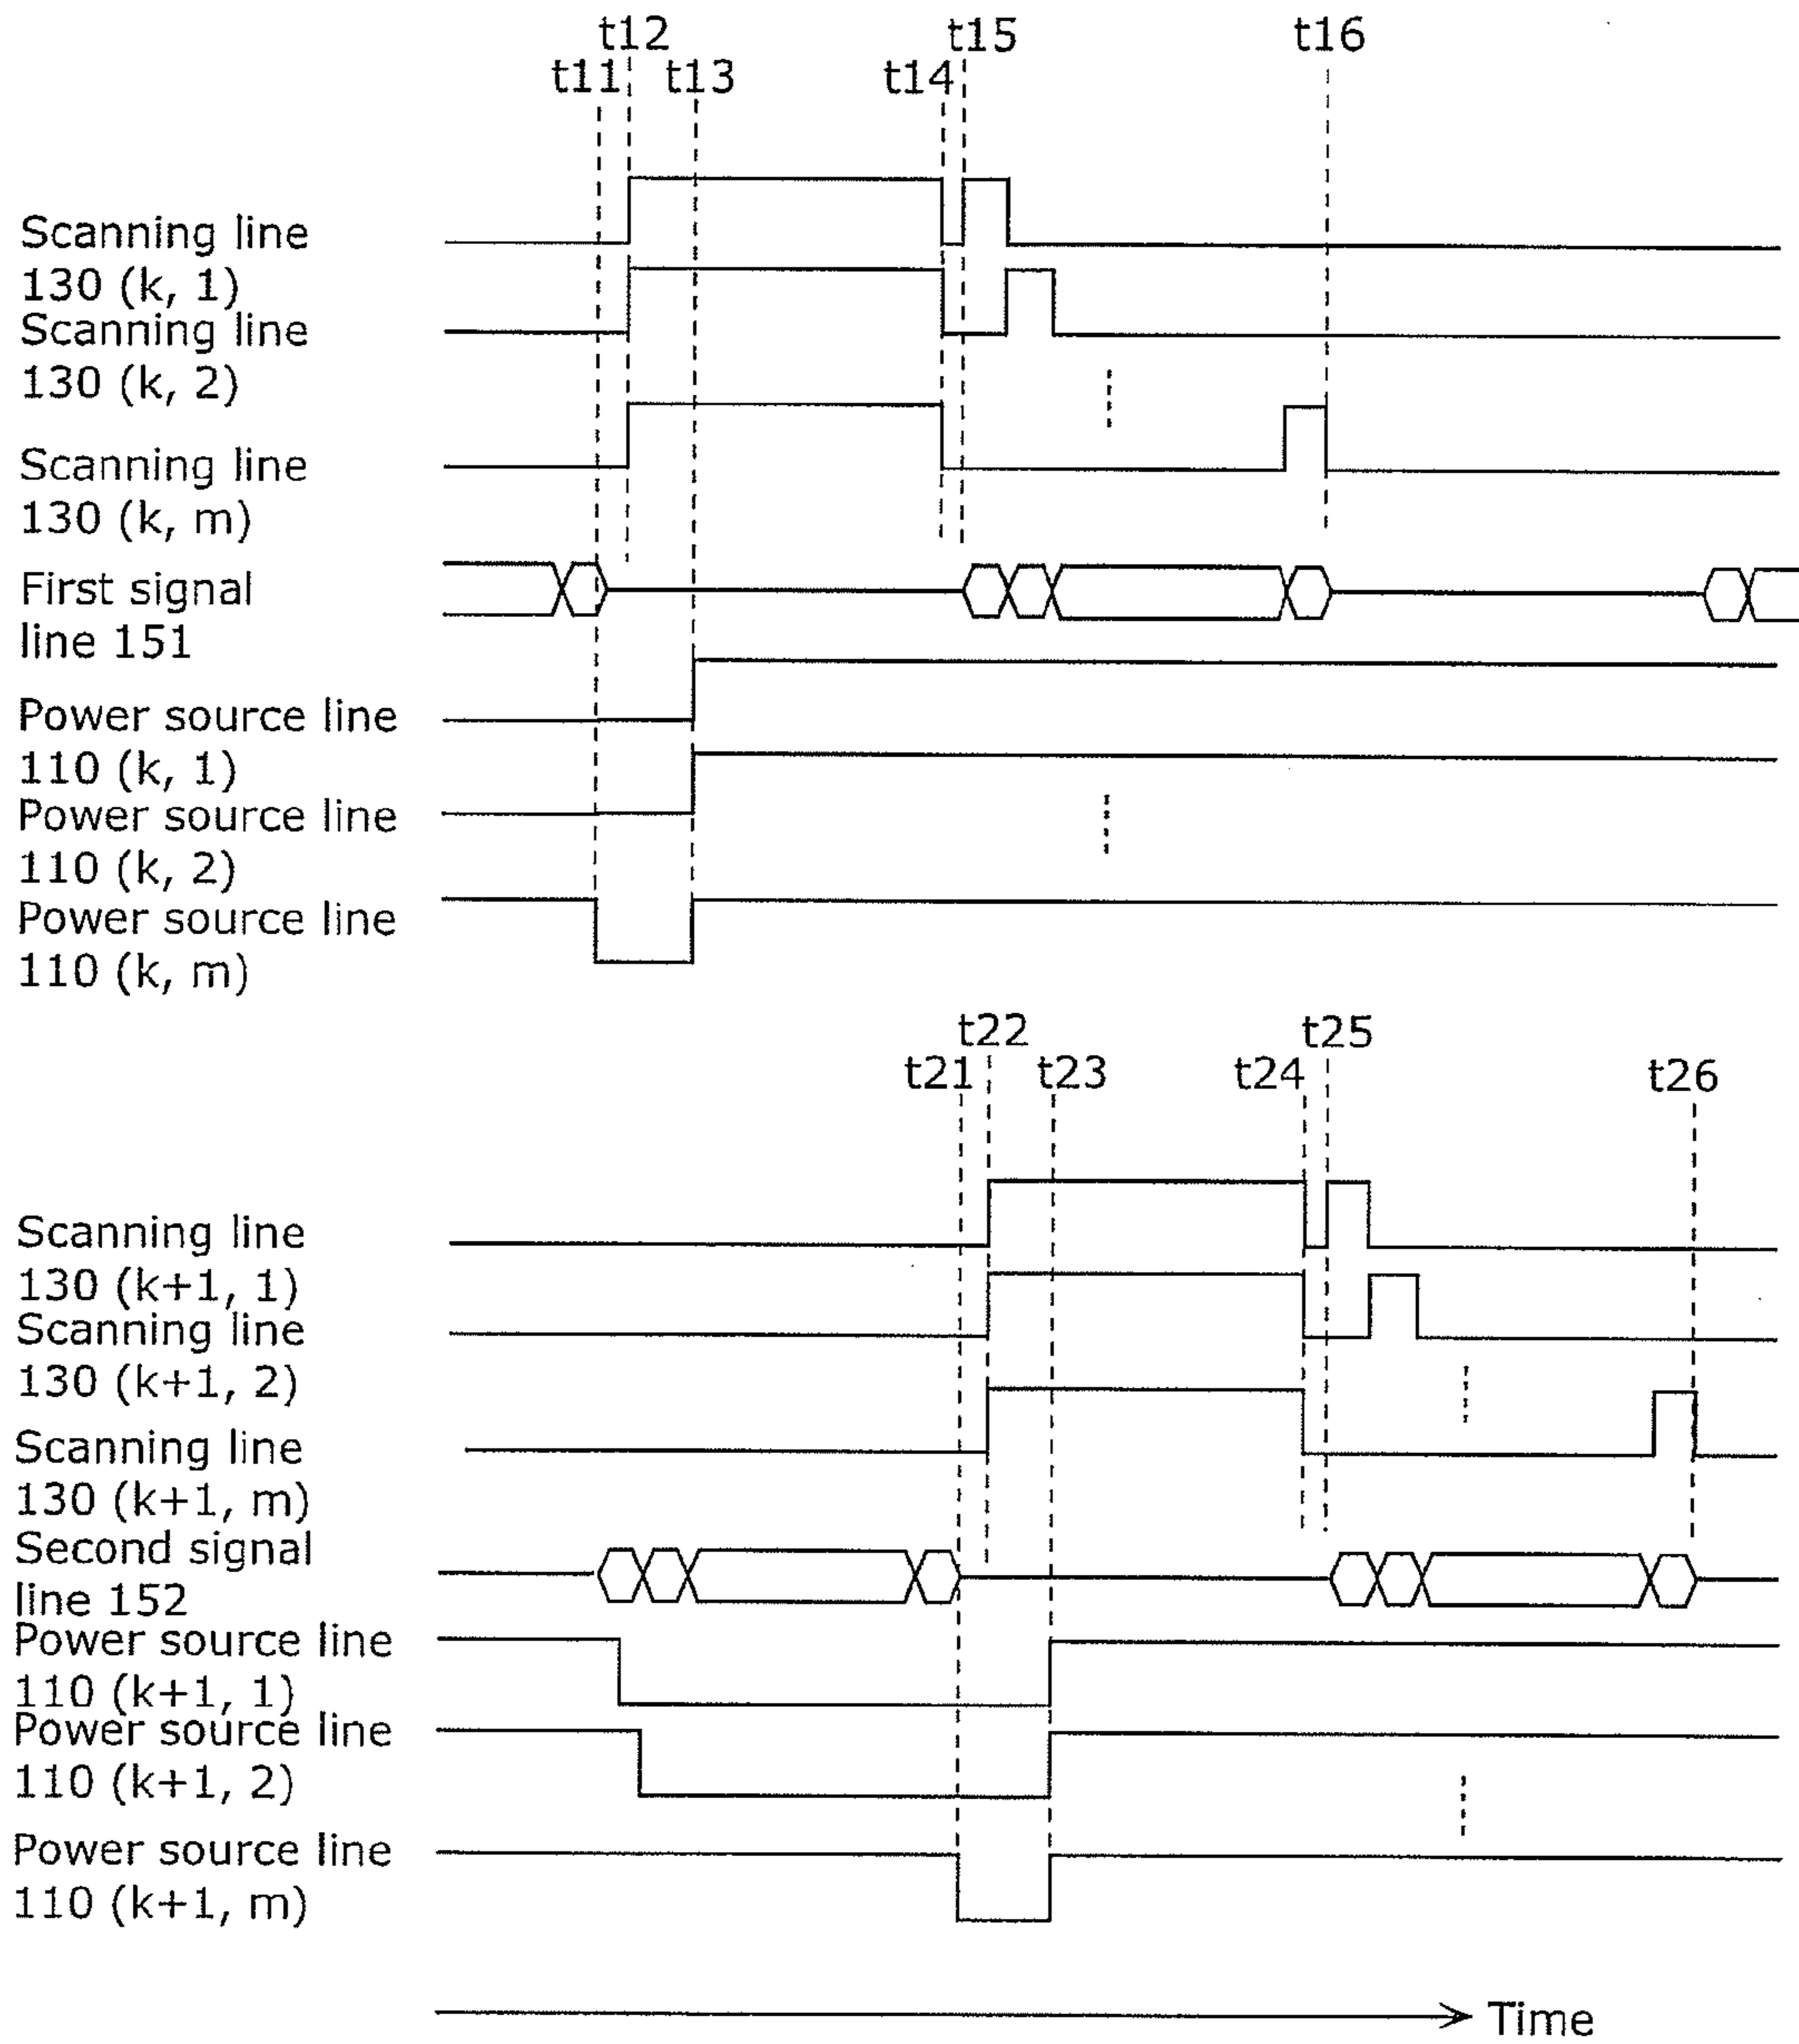 t12
t15
t16
t11
t13
t14
Scanning line
130 (k, 1)
Scanning line
130 (k, 2)
Scanning line
130 (k, m)
First signal
line 151
Power source line
110 (k, 1)
Power source line
110 (k, 2)
Power source line
110 (k, m)
t22
t25
t21
t23
t24
t26
Scanning line
130 (k+1, 1)
Scanning line
130 (k+1, 2)
Scanning line
130 (k+1, m)
Second signal
line 152
Power source line
110 (k+1, 1)
Power source line
110 (k+1, 2)
Power source line
110 (k+1, m)
Time